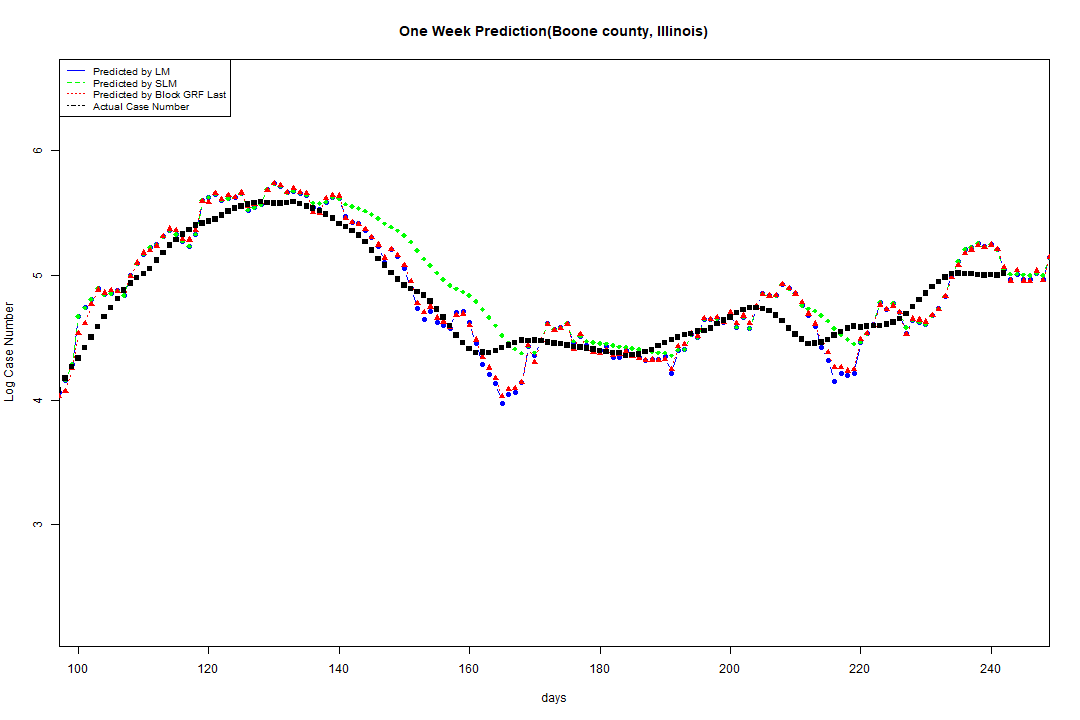 One Week Prediction(Boone county, Illinois)
Predicted by LM
Predicted by SLM
Predicted by Block GRF Last
Actual Case Number
6
5
4
3
Log Case Number
100 120 140 160 180 200 220 240
days